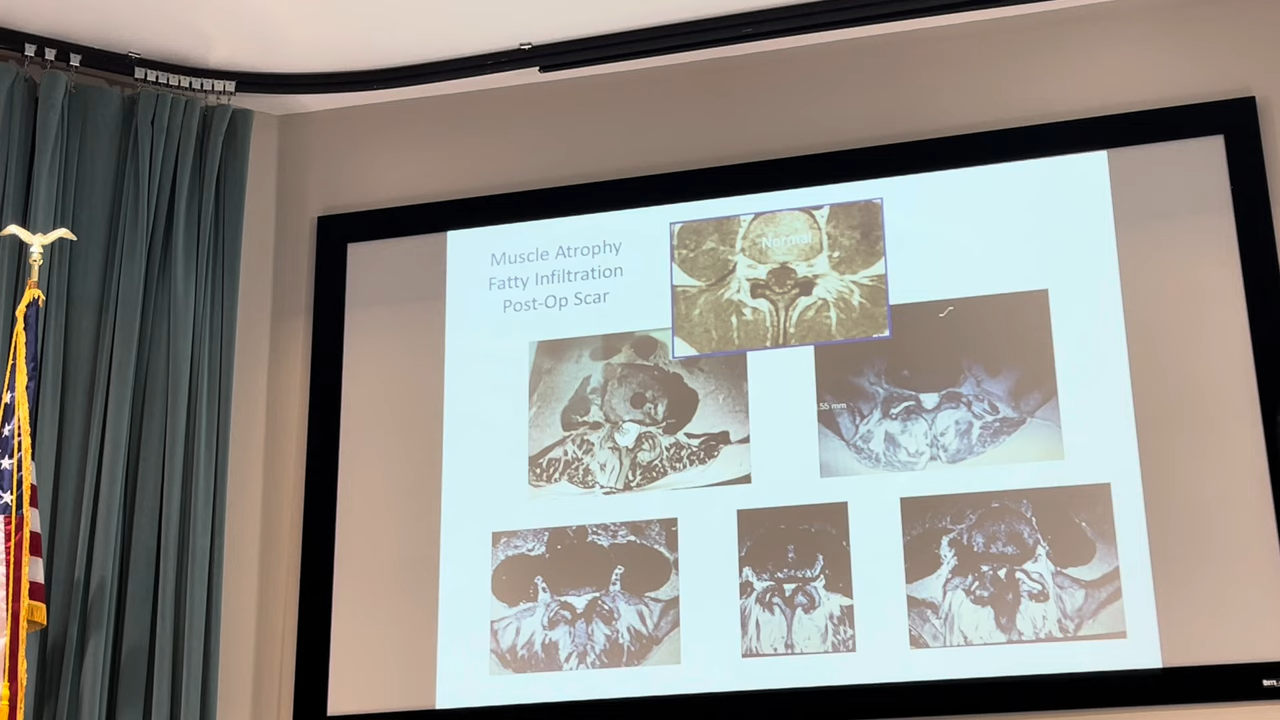 Muscle Atrophy
Fatty Infiltration
Post-Op Scar
Normal
55 mm